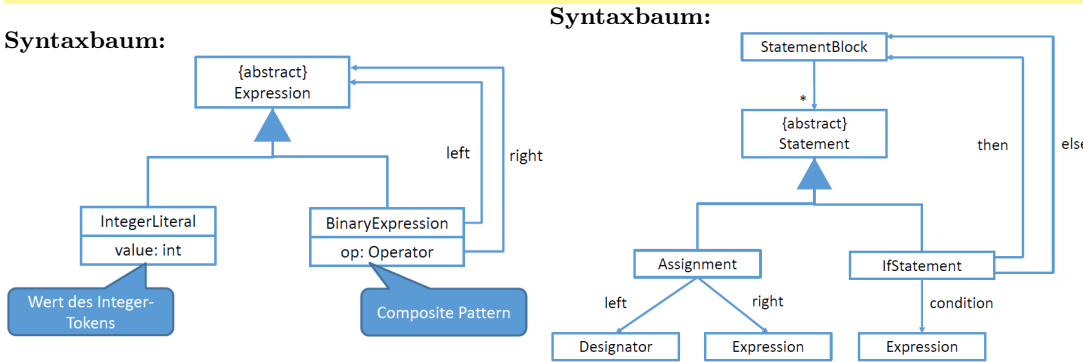 Syntaxbaum:
{abstract}
Expression
left
right
IntegerLiteral
value: int
BinaryExpression
op: Operator
Wert des Integer-
Tokens
Composite Pattern
Syntaxbaum:
StatementBlock
*
{abstract}
Statement
then
else
Assignment
IfStatement
left
right
condition
Designator
Expression
Expression